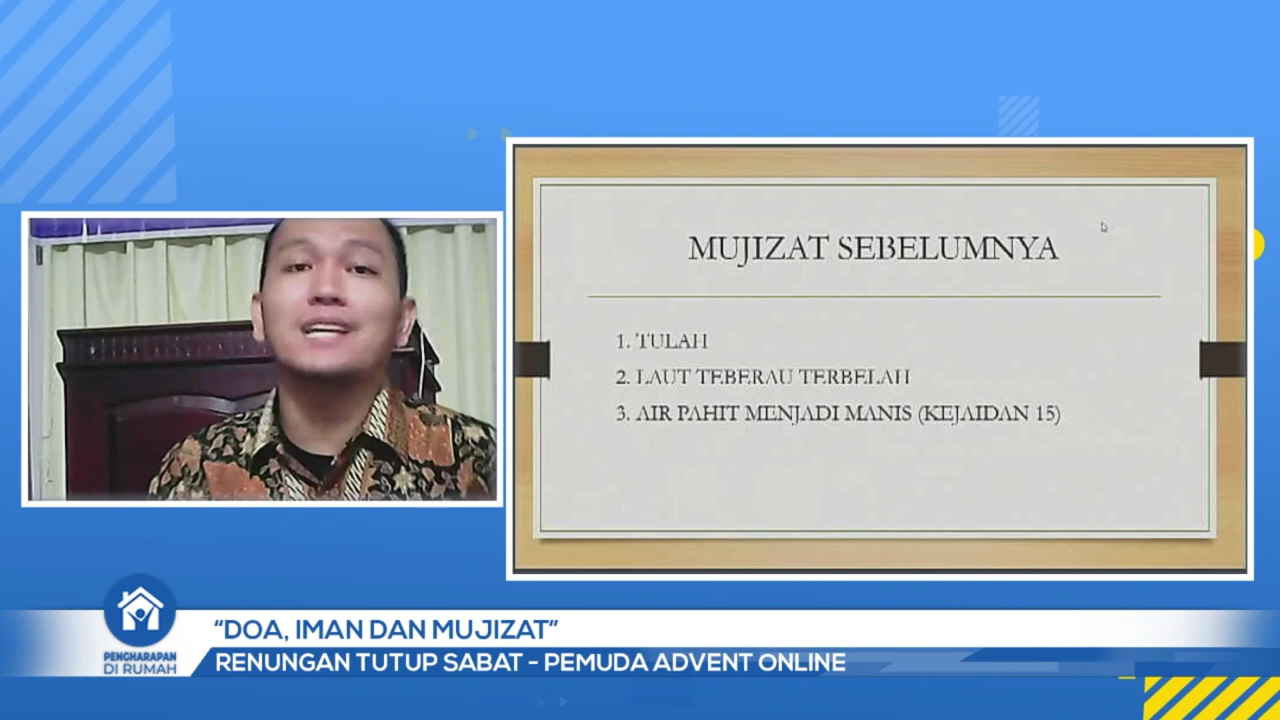 MUJIZAT SEBELUMNYA
1. TULAH
2. LAUT TEBERAU TERBELAH
3. AIR PAHIT MENJADI MANIS (KEJAIDAN 15)
"DOA, IMAN DAN MUJIZAT"
PENGHARAPAN
DI RUMAH
RENUNGAN TUTUP SABAT - PEMUDA ADVENT ONLINE